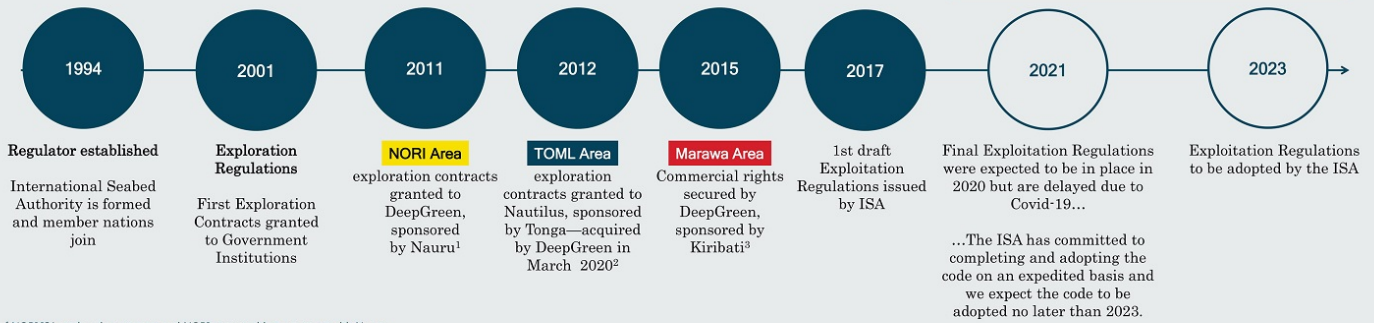 1994
Regulator established
International Seabed
Authority is formed
and member nations
join
2001
Exploration
Regulations
First Exploration
Contracts granted
to Government
Institutions
2011
NORI Area
exploration contracts
granted to
DeepGreen,
sponsored
by Nauru¹
2012
TOML Area
exploration
contracts granted to
Nautilus, sponsored
by Tonga—acquired
by DeepGreen in
March 2020²
2015
Marawa Area
Commercial rights
secured by
DeepGreen,
sponsored by
Kiribati³
2017
1st draft
Exploitation
Regulations issued
by ISA
2021
Final Exploitation Regulations
were expected to be in place in
2020 but are delayed due to
Covid-19…
…The ISA has committed to
completing and adopting the
code on an expedited basis and
we expect the code to be
adopted no later than 2023.
2023
Exploitation Regulations
to be adopted by the ISA